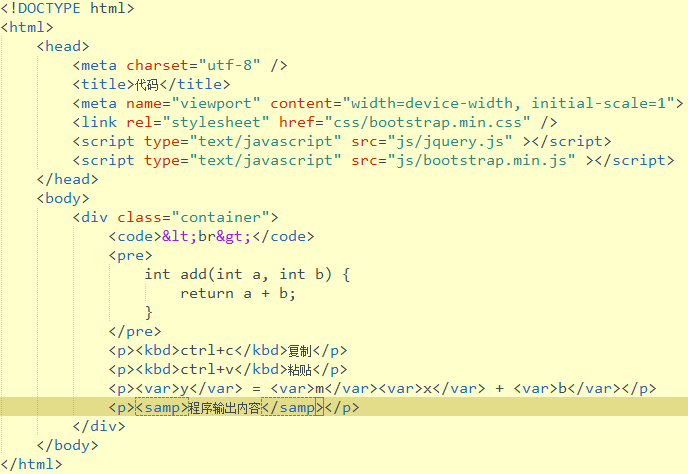 <!DOCTYPE html>
<html>
    <head>
        <meta charset="utf-8" />
        <title>代码</title>
        <meta name="viewport" content="width=device-width, initial-scale=1">
        <link rel="stylesheet" href="css/bootstrap.min.css" />
        <script type="text/javascript" src="js/jquery.js" ></script>
        <script type="text/javascript" src="js/bootstrap.min.js" ></script>
    </head>
    <body>
        <div class="container">
            <code>&lt;br&gt;</code>
            <pre>
                int add(int a, int b) {
                    return a + b;
                }
            </pre>
            <p><kbd>ctrl+c</kbd>复制</p>
            <p><kbd>ctrl+v</kbd>粘贴</p>
            <p><var>y</var> = <var>m</var><var>x</var> + <var>b</var></p>
            <p><samp>程序输出内容</samp></p>
        </div>
    </body>
</html>